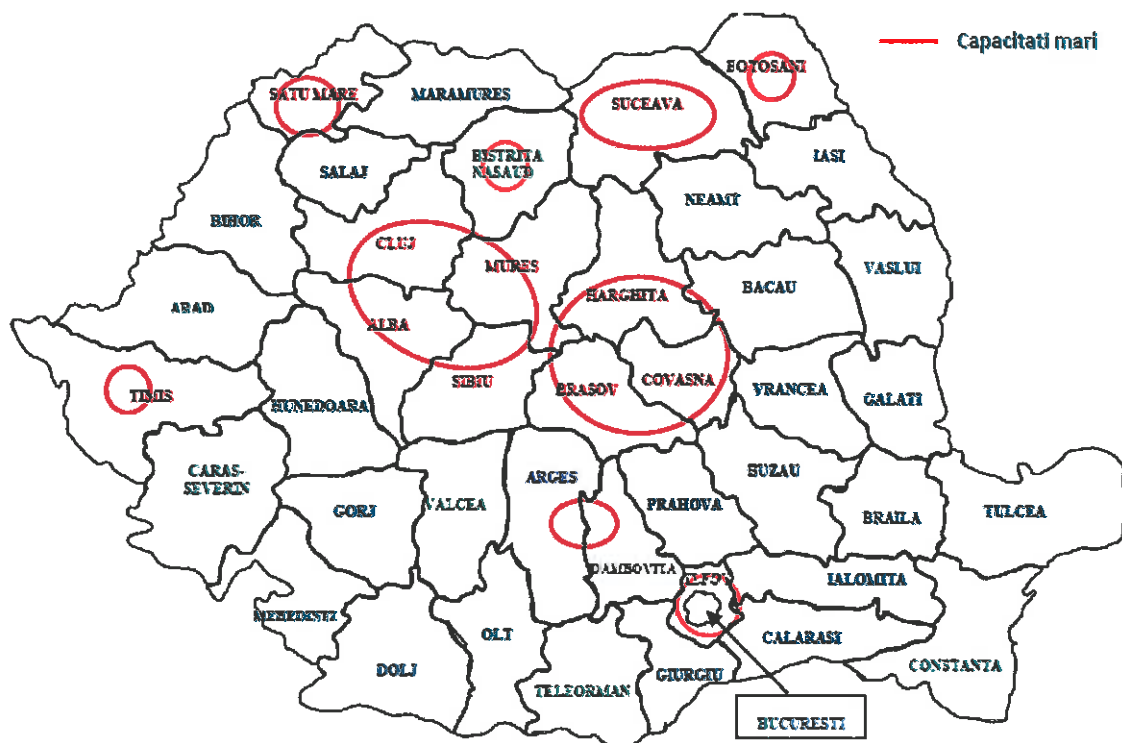 Capacitati mari
BOTOSANI
SATU MARE
MARAMURES
SUCEAVA
IASI
BISTRITA
NASAUD
SALAJ
NEAMT
BIHOR
CLUJ
MURES
VASLUI
HARGHITA
BACAU
ARAD
ALBA
TIMIS
HUNEDOARA
SIBIU
BRASOV
COVASNA
VRANCEA
GALATI
CARAS-
SEVERIN
GORJ
VALCEA
ARGES
PRAHOVA
BUZAU
BRAILA
TULCEA
DAMBOVITA
ILFOV
IALOMITA
MEHEDINTI
OLT
CALARASI
DOLJ
TELEORMAN
GIURGIU
CONSTANTA
BUCURESTI